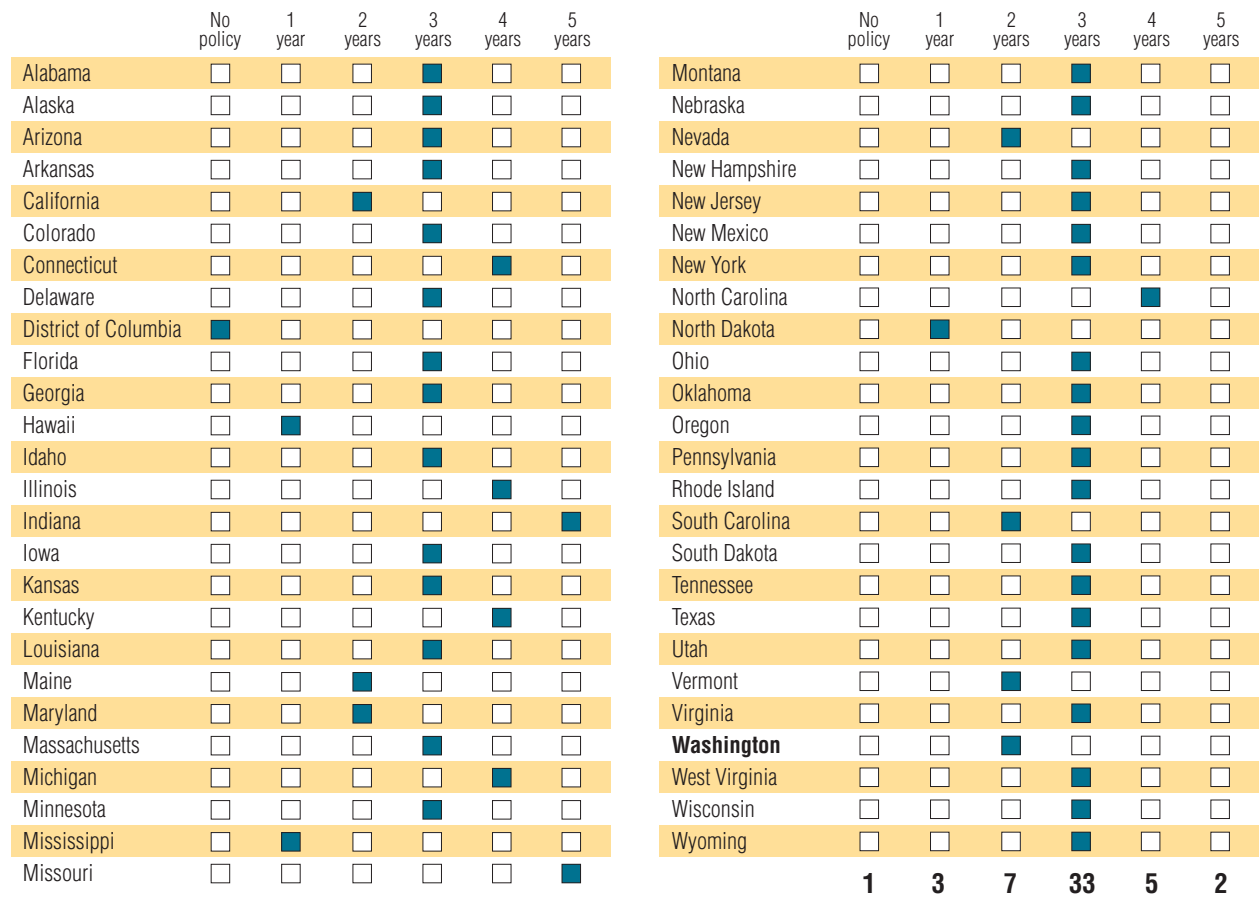 No policy 1 year 2 years 3 years 4 years 5 years
Alabama
Alaska
Arizona
Arkansas
California
Colorado
Connecticut
Delaware
District of Columbia
Florida
Georgia
Hawaii
Idaho
Illinois
Indiana
Iowa
Kansas
Kentucky
Louisiana
Maine
Maryland
Massachusetts
Michigan
Minnesota
Mississippi
Missouri
No policy 1 year 2 years 3 years 4 years 5 years
Montana
Nebraska
Nevada
New Hampshire
New Jersey
New Mexico
New York
North Carolina
North Dakota
Ohio
Oklahoma
Oregon
Pennsylvania
Rhode Island
South Carolina
South Dakota
Tennessee
Texas
Utah
Vermont
Virginia
Washington
West Virginia
Wisconsin
Wyoming
1 3 7 33 5 2